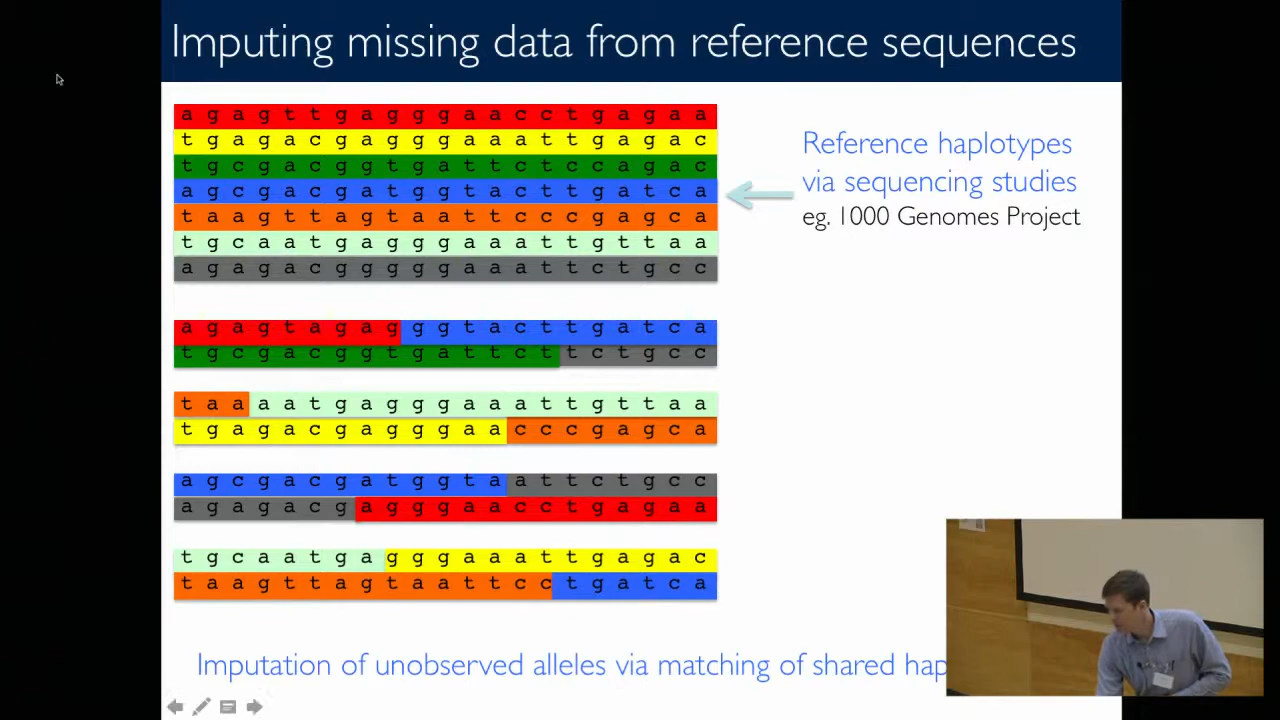 Imputing missing data from reference sequences
a g a g t t g a g g g a a c c t g a g a a
t g a g a c g a g g g a a a t t g a g a c
t g c g a c g g t g a t t c t c c a g a c
a g c g a c g a t g g t a c t t g a t c a
t a a g t t a g t a a t t c c c g a g c a
t g c a a t g a g g g a a a t t g t t a a
a g a g a c g g g g g a a a t t c t g c c
Reference haplotypes
via sequencing studies
eg. 1000 Genomes Project
a g a g t a g a g g g t a c t t g a t c a
t g c g a c g g t g a t t c t t c t g c c
t a a a a t g a g g g a a a t t g t t a a
t g a g a c g a g g g a a c c c g a g c a
a g c g a c g a t g g t a a t t c t g c c
a g a g a c g a g g g a a c c t g a g a a
t g c a a t g a g g g a a a t t g a g a c
t a a g t t a g t a a t t c c t g a t c a
Imputation of unobserved alleles via matching of shared hap